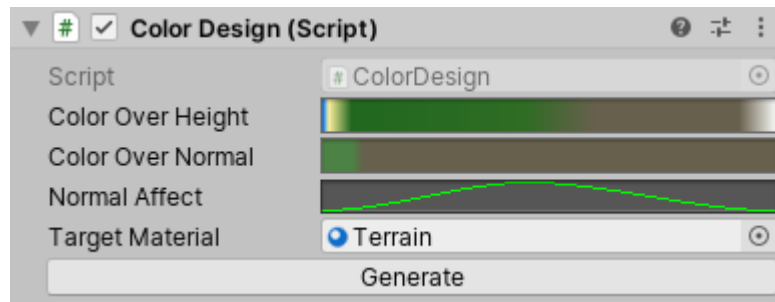 Color Design (Script)
Script # ColorDesign
Color Over Height
Color Over Normal
Normal Affect
Target Material Terrain
Generate